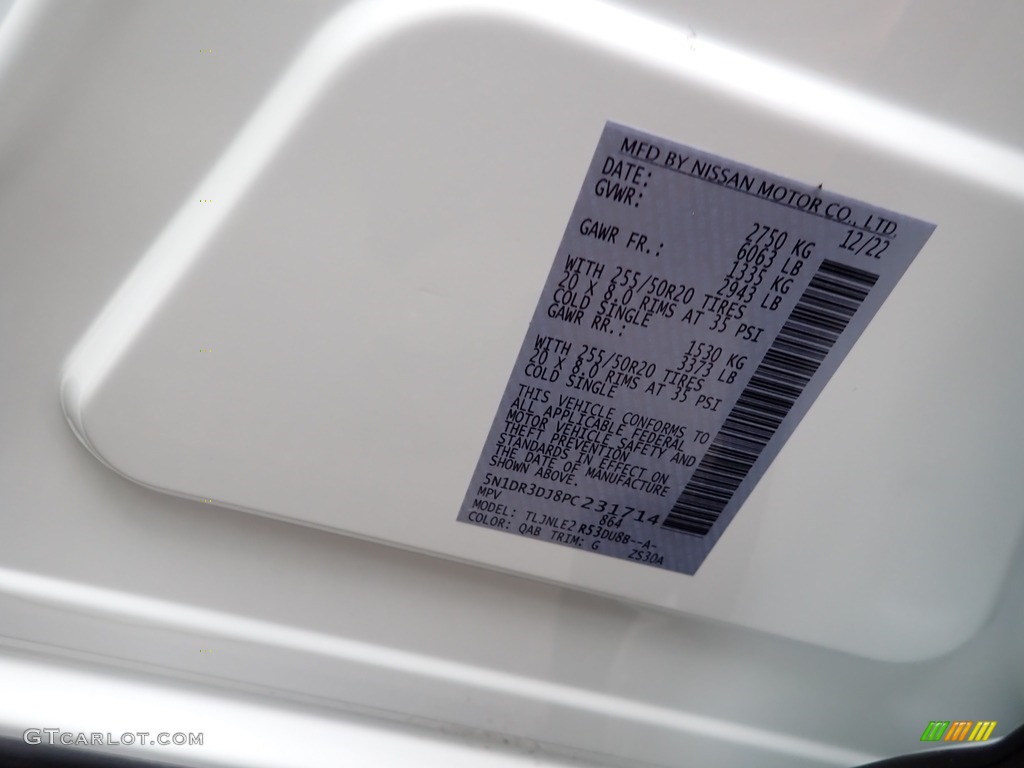 MFD BY NISSAN MOTOR CO., LTD.
DATE: 12/22
GVWR: 2750 KG
6063 LB
GAWR FR.: 1335 KG
2943 LB
WITH 255/50R20 TIRES
20 X 8.0 RIMS AT 35 PSI
COLD SINGLE
GAWR RR.: 1530 KG
3373 LB
WITH 255/50R20 TIRES
20 X 8.0 RIMS AT 35 PSI
COLD SINGLE
THIS VEHICLE CONFORMS TO
ALL APPLICABLE FEDERAL
MOTOR VEHICLE SAFETY AND
THEFT PREVENTION
STANDARDS IN EFFECT ON
THE DATE OF MANUFACTURE
SHOWN ABOVE.
5N1DR3DJ8PC231714
MPV 864
MODEL: TLJNLE2 R53DU8B--A-
COLOR: QAB TRIM: G ZS30A
GTCARLOT.COM